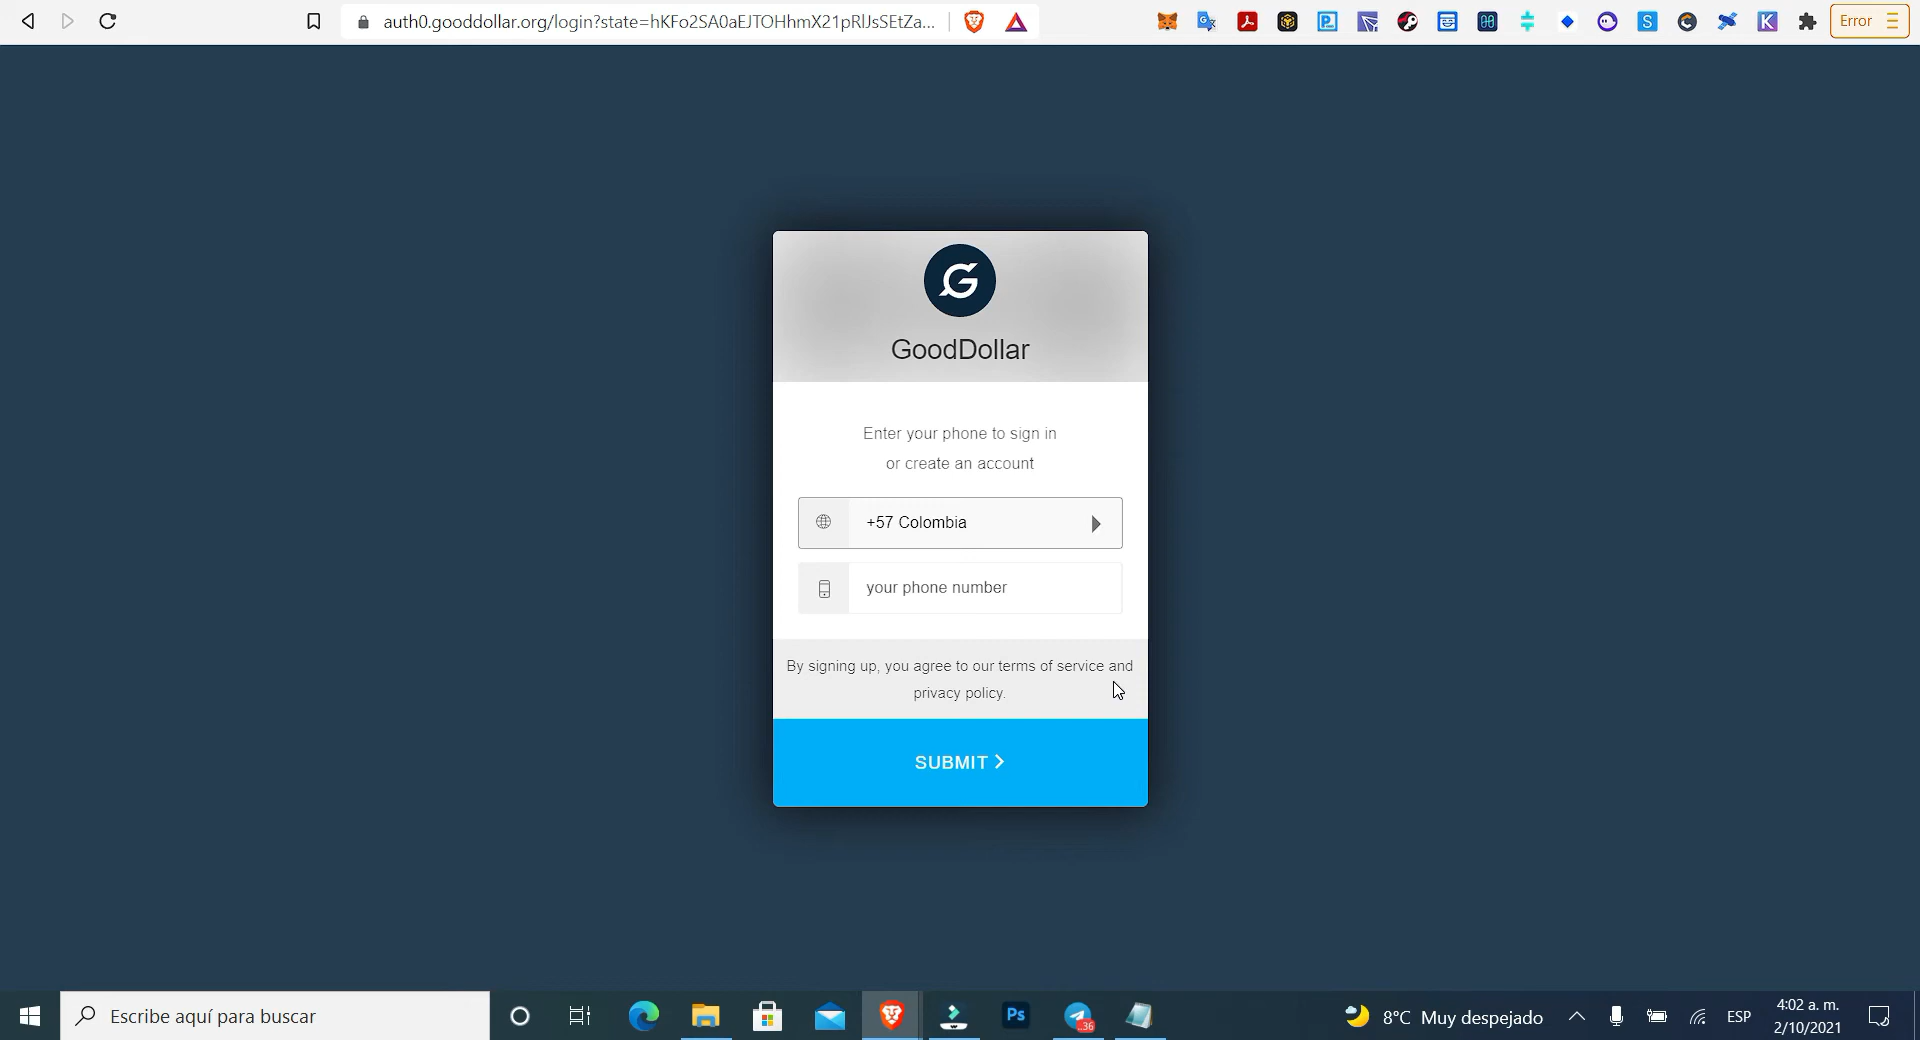 auth0.gooddollar.org/login?state=hKFo2SA0aEJTOHhmX21pRlJsSEtZa...
Error
GoodDollar
Enter your phone to sign in
or create an account
+57 Colombia
your phone number
By signing up, you agree to our terms of service and
privacy policy.
SUBMIT
Escribe aquí para buscar
Ps
.36
8°C Muy despejado
ESP
4:02 a. m.
2/10/2021